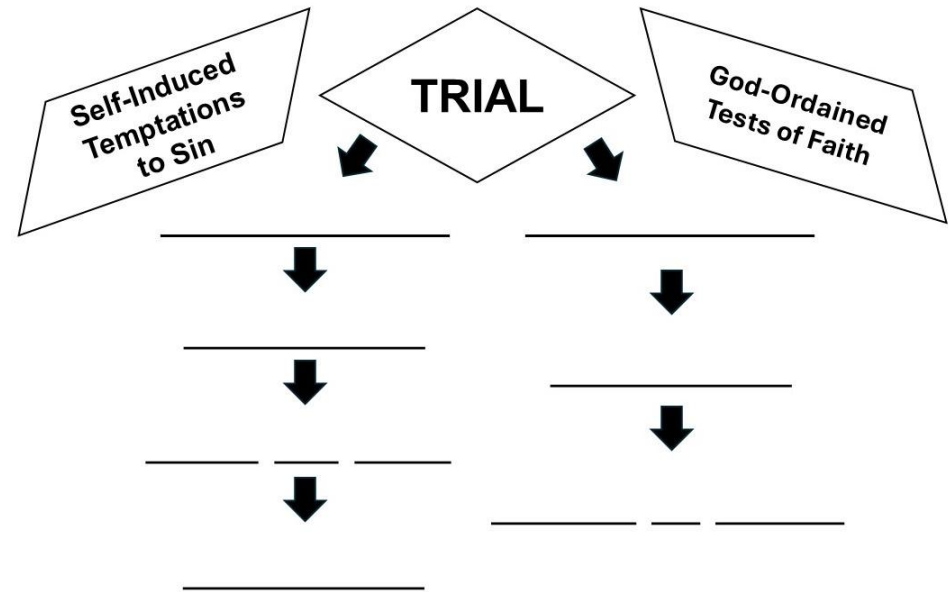 Self-Induced
Temptations
to Sin
TRIAL
God-Ordained
Tests of Faith